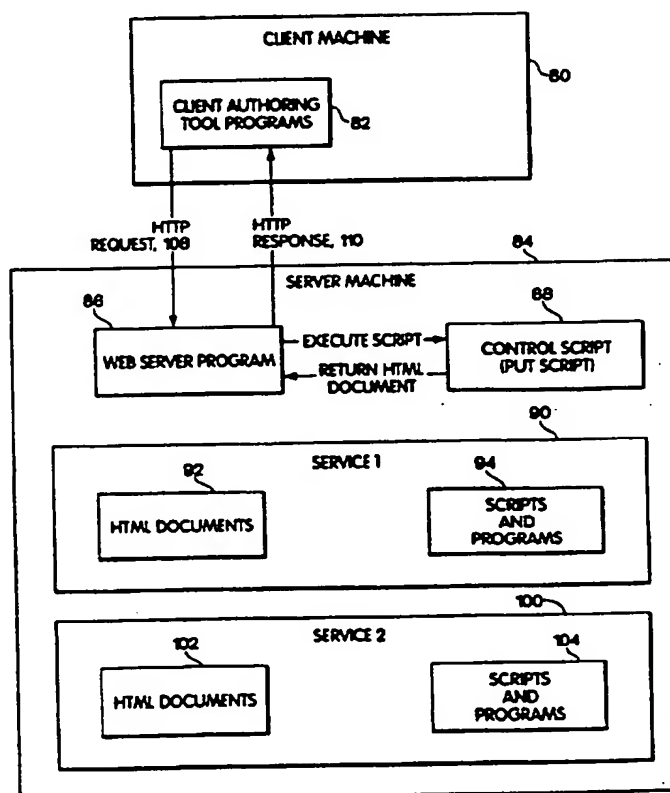 CLIENT MACHINE
80
CLIENT AUTHORING
TOOL PROGRAMS
82
HTTP
REQUEST, 108
HTTP
RESPONSE, 110
84
SERVER MACHINE
86
88
WEB SERVER PROGRAM
EXECUTE SCRIPT
CONTROL SCRIPT
(PUT SCRIPT)
RETURN HTML
DOCUMENT
90
SERVICE 1
92
94
HTML DOCUMENTS
SCRIPTS
AND
PROGRAMS
100
SERVICE 2
102
104
HTML DOCUMENTS
SCRIPTS
AND
PROGRAMS